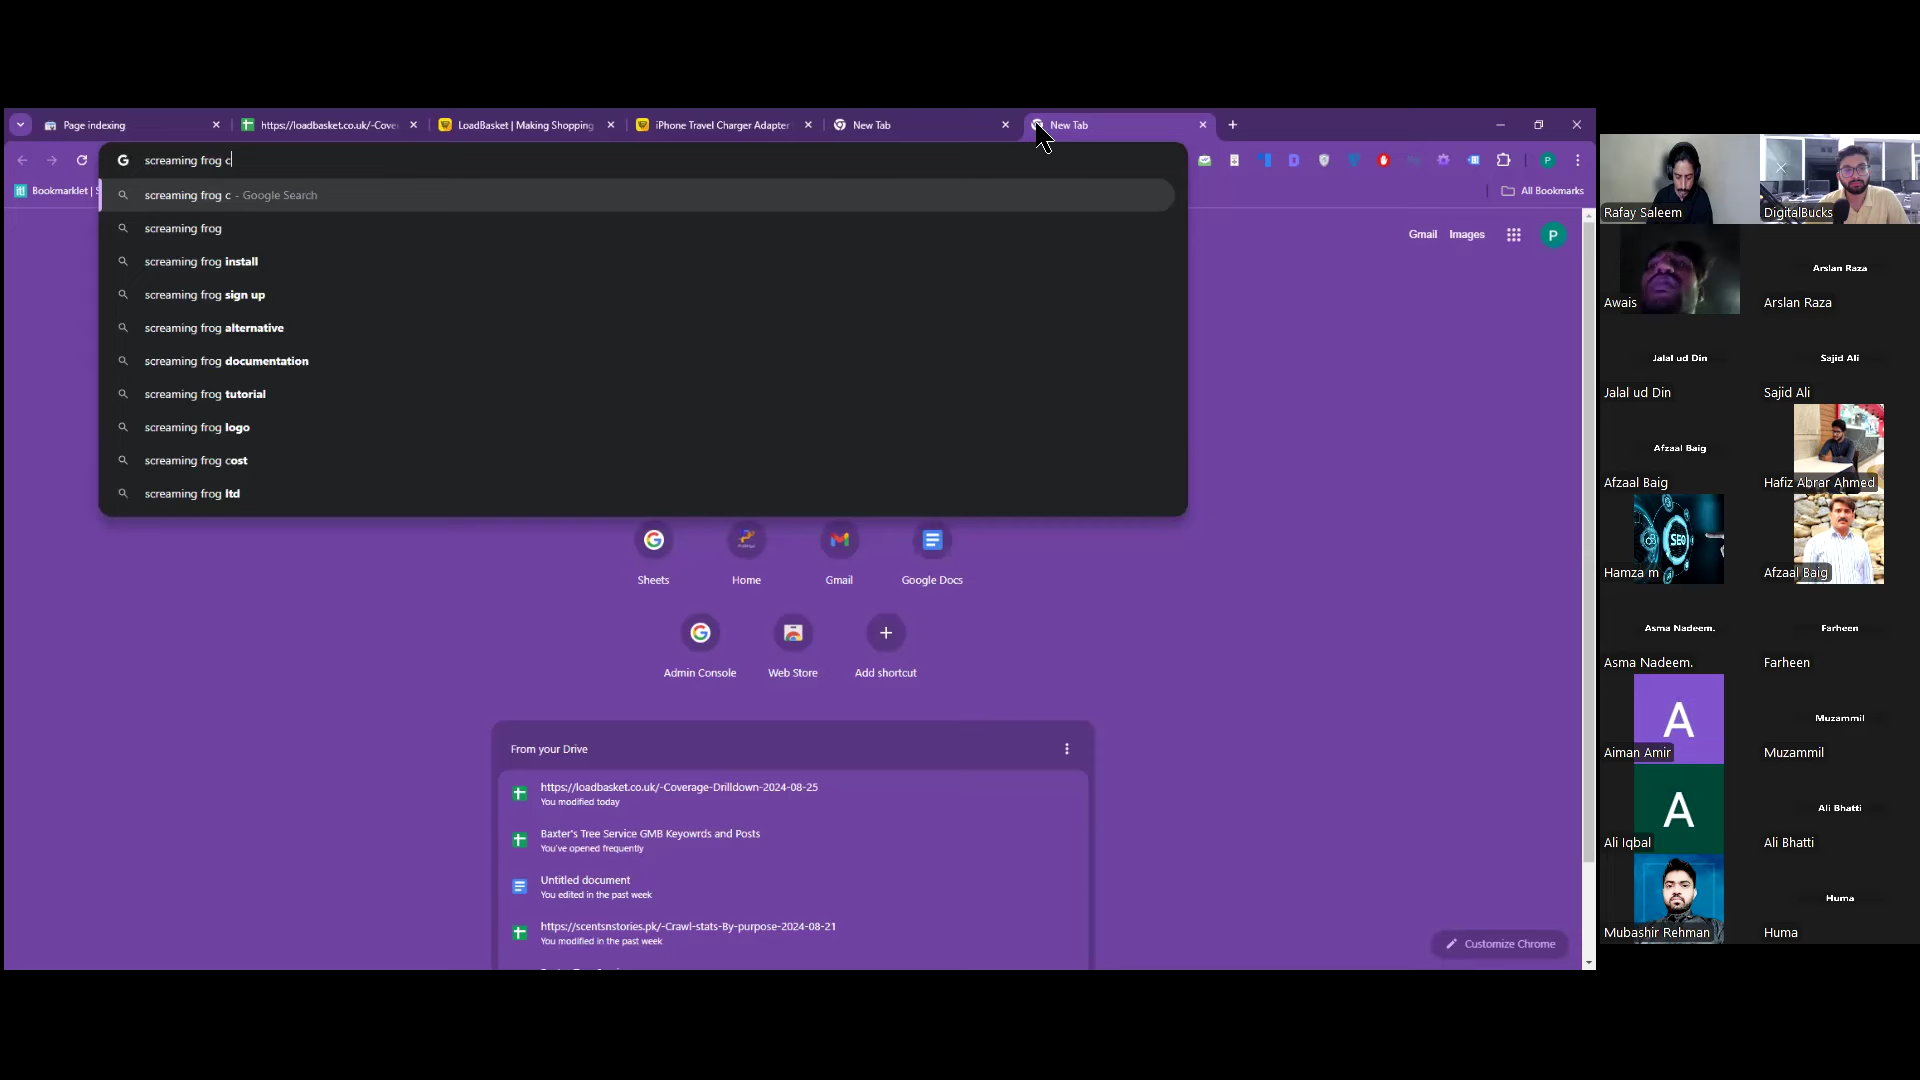 Page indexing
https://loadbasket.co.uk/-Cove
LoadBasket | Making Shopping
iPhone Travel Charger Adapter
New Tab
New Tab
screaming frog c
Bookmarklet | S
All Bookmarks
screaming frog c - Google Search
screaming frog
screaming frog install
screaming frog sign up
screaming frog alternative
screaming frog documentation
screaming frog tutorial
screaming frog logo
screaming frog cost
screaming frog ltd
Gmail Images
P
P
Sheets
Home
Gmail
Google Docs
Admin Console
Web Store
Add shortcut
From your Drive
https://loadbasket.co.uk/-Coverage-Drilldown-2024-08-25
You modified today
Baxter's Tree Service GMB Keyowrds and Posts
You've opened frequently
Untitled document
You edited in the past week
https://scentsnstories.pk/-Crawl-stats-By-purpose-2024-08-21
You modified in the past week
Customize Chrome
Rafay Saleem
DigitalBucks
Awais
Arslan Raza
Arslan Raza
Jalal ud Din
Jalal ud Din
Sajid Ali
Sajid Ali
Afzaal Baig
Afzaal Baig
Hafiz Abrar Ahmed
SEO
Hamza m
Afzaal Baig
Asma Nadeem.
Asma Nadeem.
Farheen
Farheen
A
Aiman Amir
Muzammil
Muzammil
A
Ali Iqbal
Ali Bhatti
Ali Bhatti
Mubashir Rehman
Huma
Huma